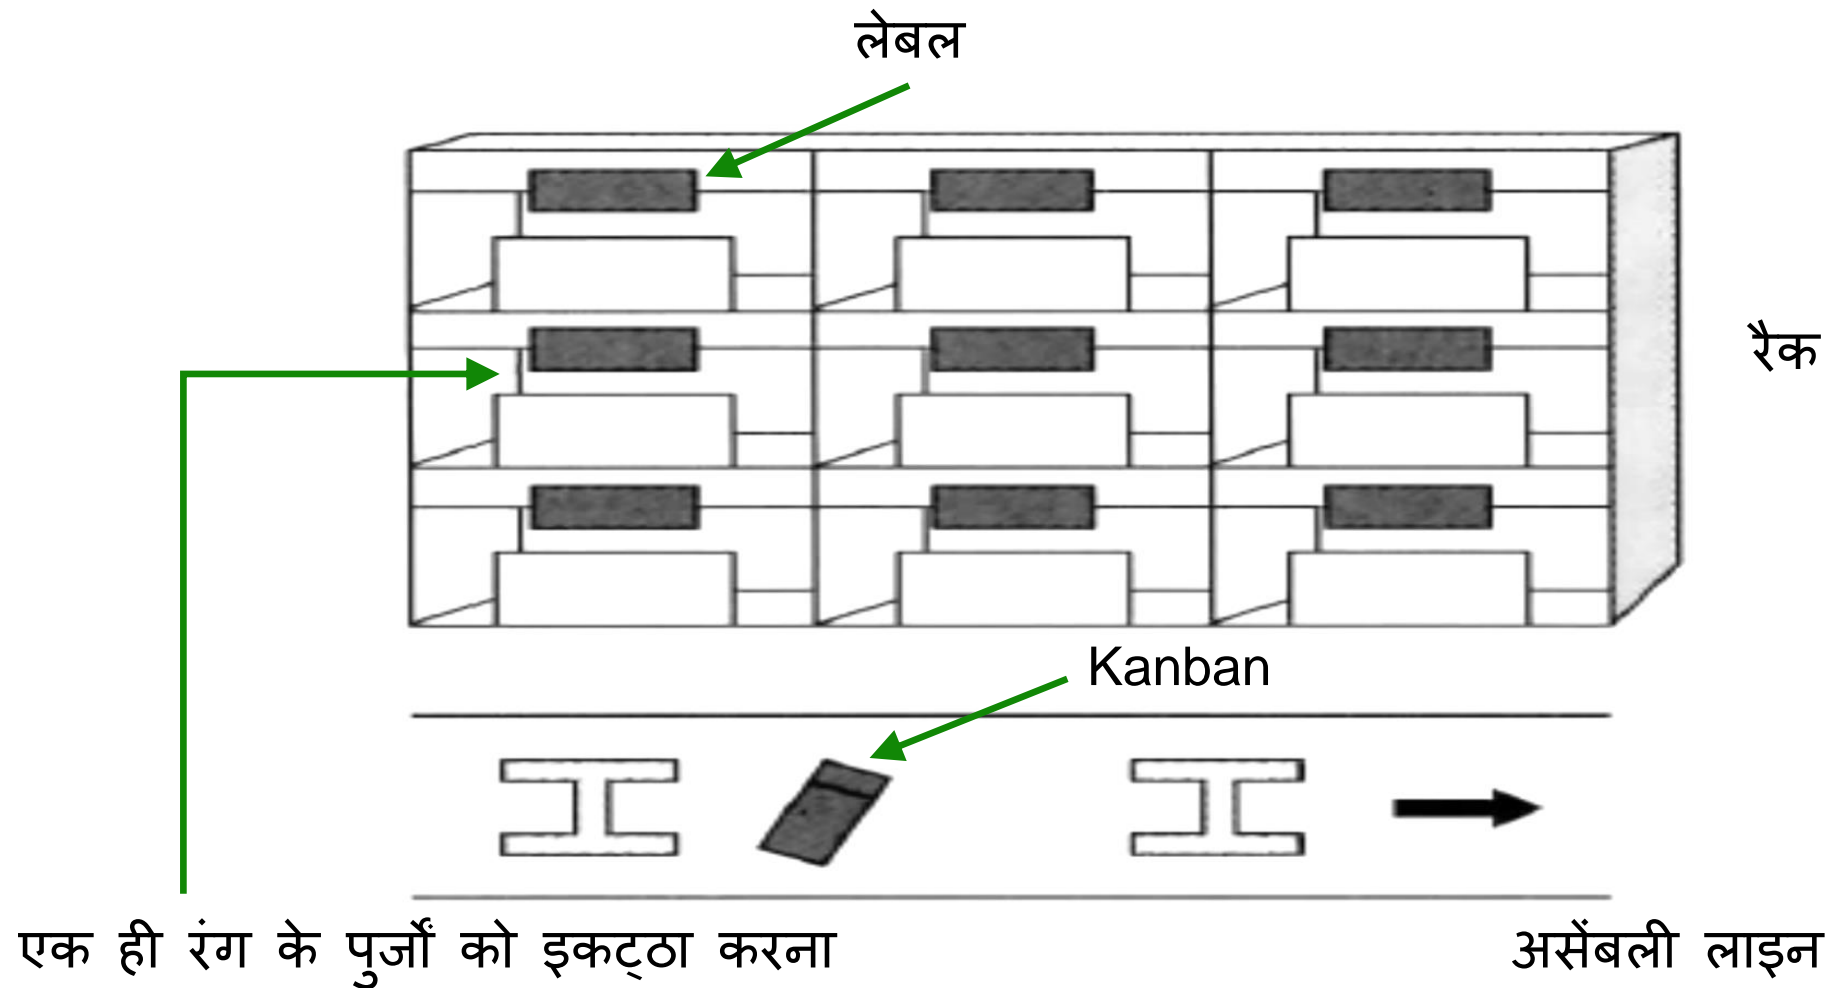 लेबल
रैक
Kanban
एक ही रंग के पुर्जों को इकट्ठा करना
असेंबली लाइन